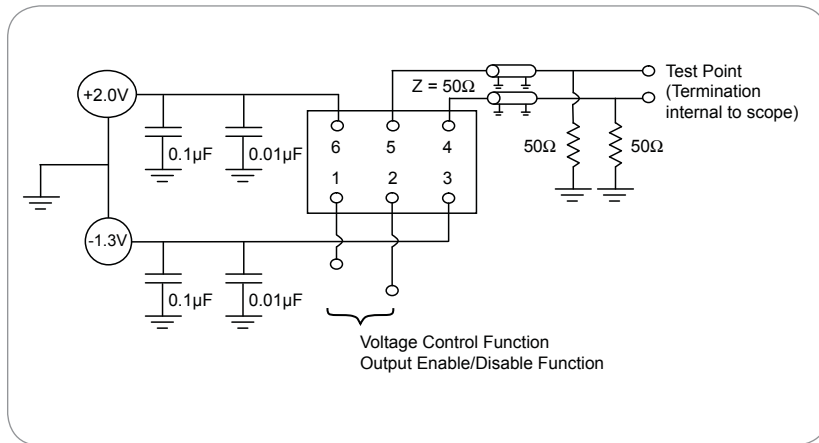 +2.0V
0.1µF
0.01µF
Z = 50Ω
Test Point
(Termination
internal to scope)
50Ω
50Ω
6 5 4
1 2 3
-1.3V
0.1µF
0.01µF
Voltage Control Function
Output Enable/Disable Function